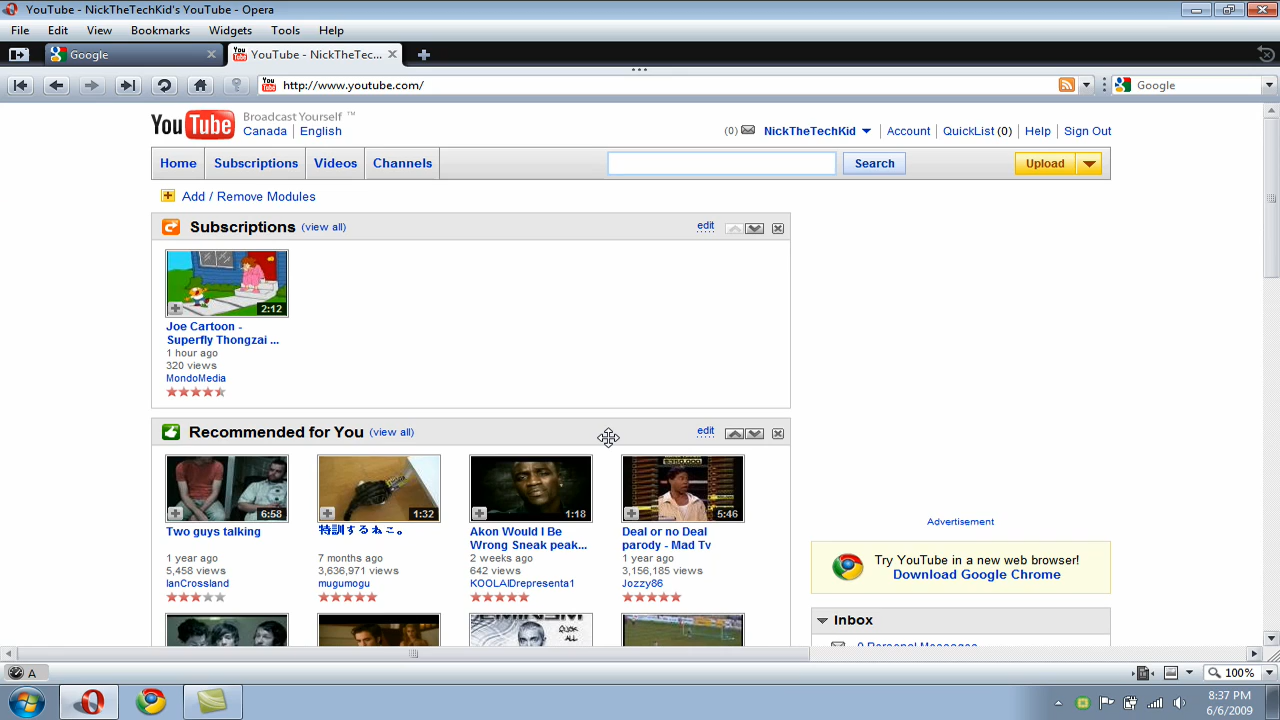 YouTube - NickTheTechKid's YouTube - Opera
File Edit View Bookmarks Widgets Tools Help
Google YouTube - NickTheTec...
http://www.youtube.com/ Google
YouTube Broadcast Yourself ™
Canada | English
(0) NickTheTechKid | Account | QuickList (0) | Help | Sign Out
Home Subscriptions Videos Channels Search Upload
Add / Remove Modules
Subscriptions (view all) edit
2:12
Joe Cartoon -
Superfly Thongzai ...
1 hour ago
320 views
MondoMedia
Recommended for You (view all) edit
6:58
Two guys talking
1 year ago
5,458 views
IanCrossland
1:32
特訓するねこ。
7 months ago
3,636,971 views
mugumogu
1:18
Akon Would I Be
Wrong Sneak peak...
2 weeks ago
642 views
KOOLAIDrepresenta1
5:46
Deal or no Deal
parody - Mad Tv
1 year ago
3,156,185 views
Jozzy86
Advertisement
Try YouTube in a new web browser!
Download Google Chrome
Inbox
0 Personal Messages
A
100%
8:37 PM
6/6/2009